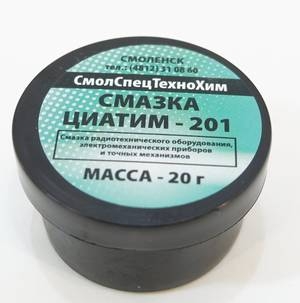 СМОЛЕНСК
тел.: (4812) 31 08 60
СмолСпецТехноХим
СМАЗКА
ЦИАТИМ - 201
Смазка радиотехнического оборудования,
электромеханических приборов
и точных механизмов
МАССА - 20 г